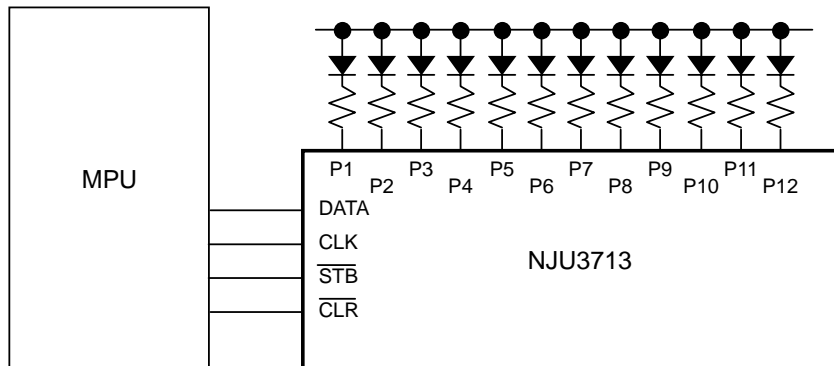 MPU
P1 P3 P5 P7 P9 P11
P2 P4 P6 P8 P10 P12
DATA
CLK
STB
CLR
NJU3713